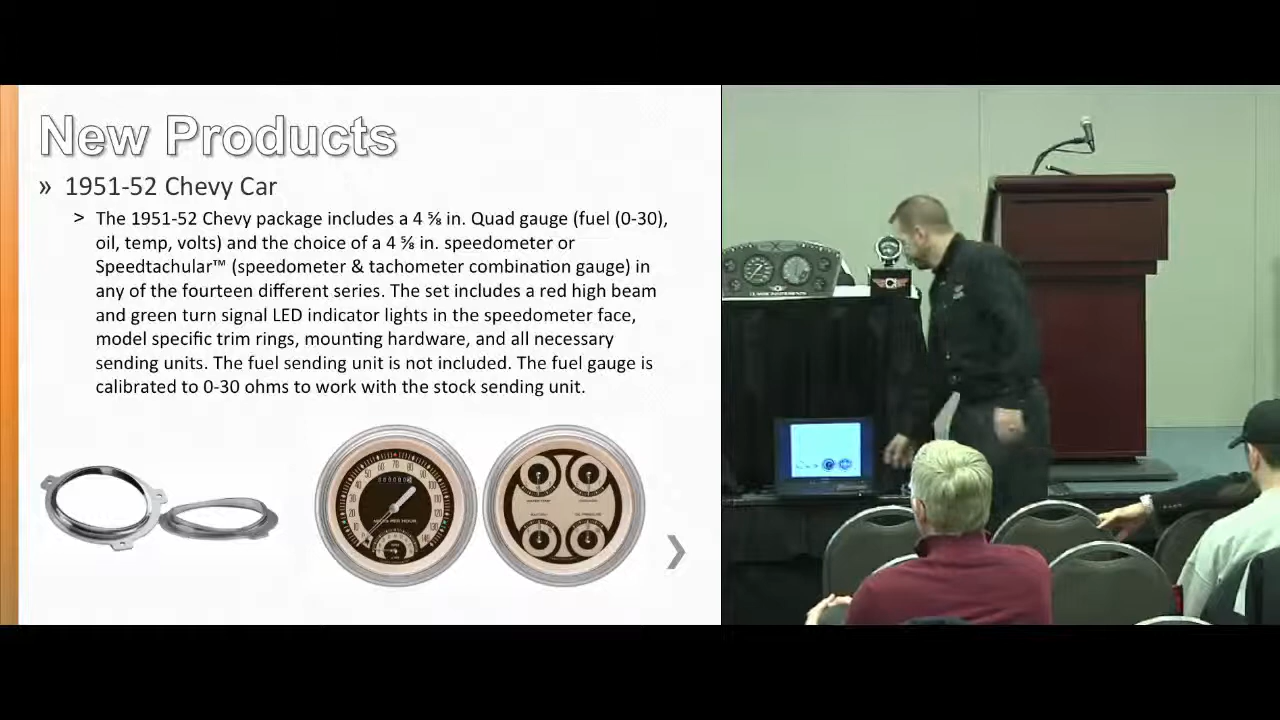 New Products
» 1951-52 Chevy Car
> The 1951-52 Chevy package includes a 4 ⅝ in. Quad gauge (fuel (0-30),
oil, temp, volts) and the choice of a 4 ⅝ in. speedometer or
Speedtachular™ (speedometer & tachometer combination gauge) in
any of the fourteen different series. The set includes a red high beam
and green turn signal LED indicator lights in the speedometer face,
model specific trim rings, mounting hardware, and all necessary
sending units. The fuel sending unit is not included. The fuel gauge is
calibrated to 0-30 ohms to work with the stock sending unit.
MILES PER HOUR
CLASSIC INSTRUMENTS
CI